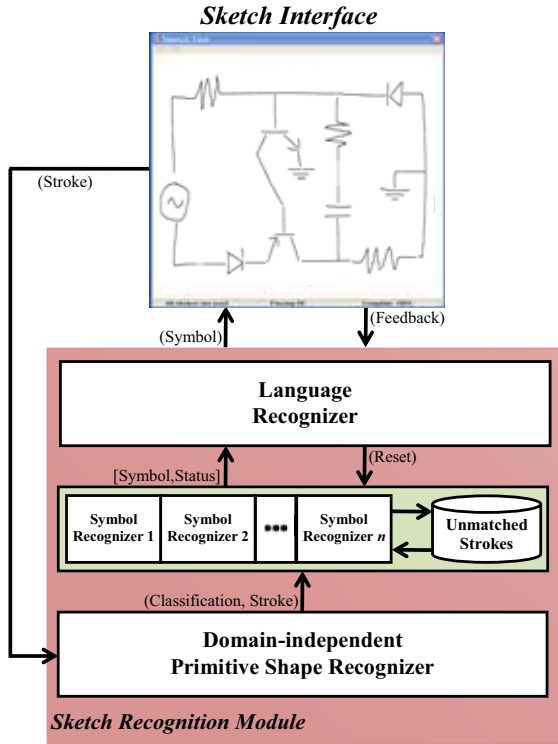 Sketch Interface
(Stroke)
(Symbol)
(Feedback)
Language
Recognizer
[Symbol,Status]
(Reset)
Symbol
Recognizer 1
Symbol
Recognizer 2
Symbol
Recognizer n
Unmatched
Strokes
(Classification, Stroke)
Domain-independent
Primitive Shape Recognizer
Sketch Recognition Module